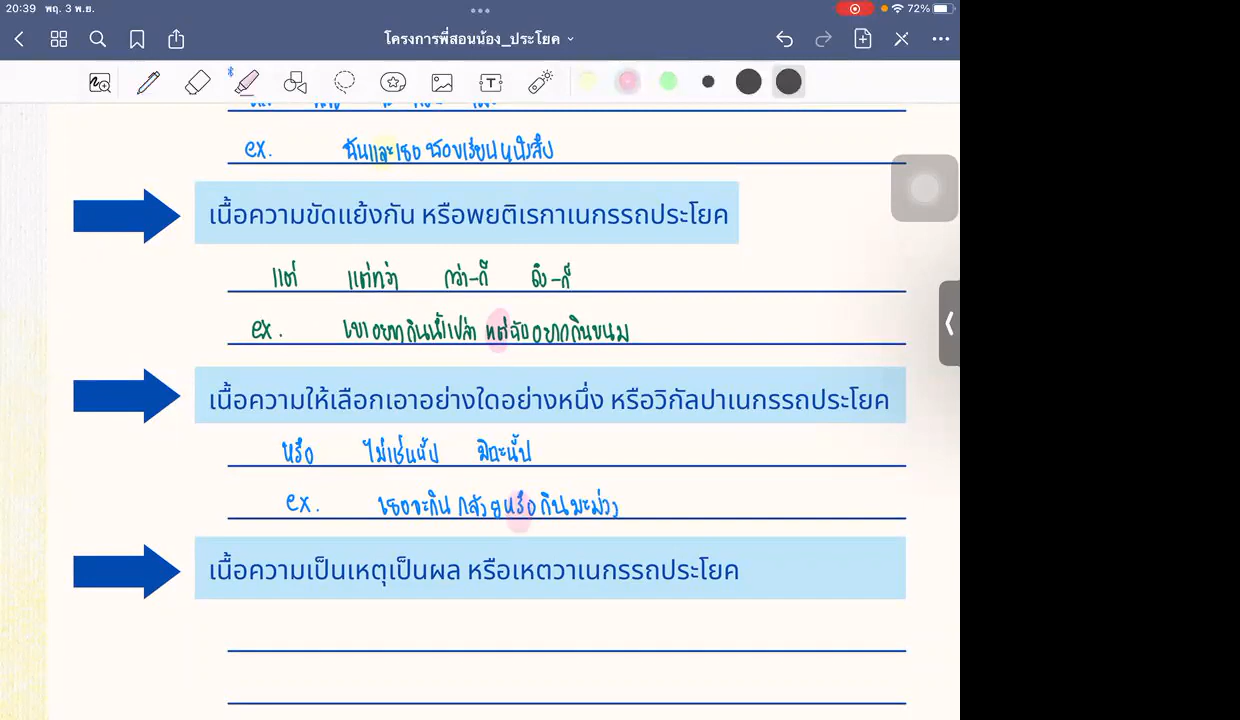 20:39 พฤ. 3 พ.ย. 72%
โครงการพี่สอนน้อง_ประโยค
ex. ฉันและเธอชอบเรียนหนังสือ
เนื้อความขัดแย้งกัน หรือพยติเรกาเนกรรถประโยค
แต่ แต่ทว่า กว่า-ก็ ถึง-ก็
ex. เขาอยากกินน้ำเปล่า แต่ฉันอยากกินขนม
เนื้อความให้เลือกเอาอย่างใดอย่างหนึ่ง หรือวิกัลปาเนกรรถประโยค
หรือ ไม่เช่นนั้น มิฉะนั้น
ex. เธอจะกินกล้วยหรือกินมะม่วง
เนื้อความเป็นเหตุเป็นผล หรือเหตวาเนกรรถประโยค